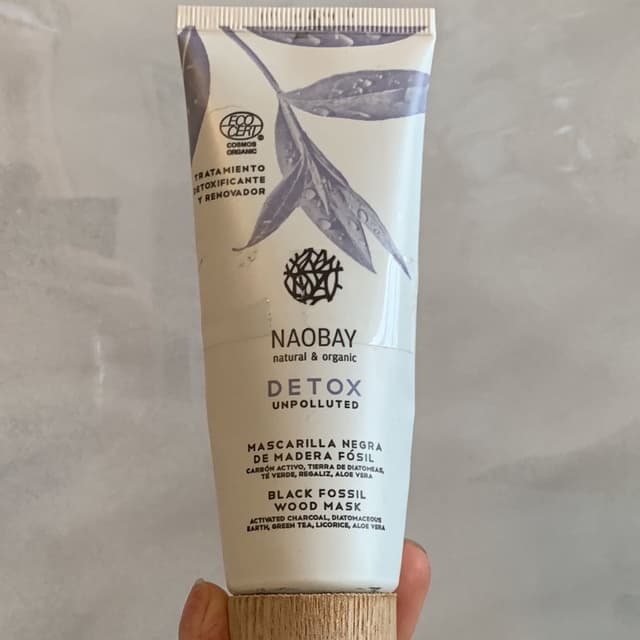 ECO
CERT
COSMOS
ORGANIC
TRATAMIENTO
DETOXIFICANTE
Y RENOVADOR
NAOBAY
natural & organic
DETOX
UNPOLLUTED
MASCARILLA NEGRA
DE MADERA FÓSIL
CARBÓN ACTIVO, TIERRA DE DIATOMEAS,
TÉ VERDE, REGALIZ, ALOE VERA
BLACK FOSSIL
WOOD MASK
ACTIVATED CHARCOAL, DIATOMACEOUS
EARTH, GREEN TEA, LICORICE, ALOE VERA